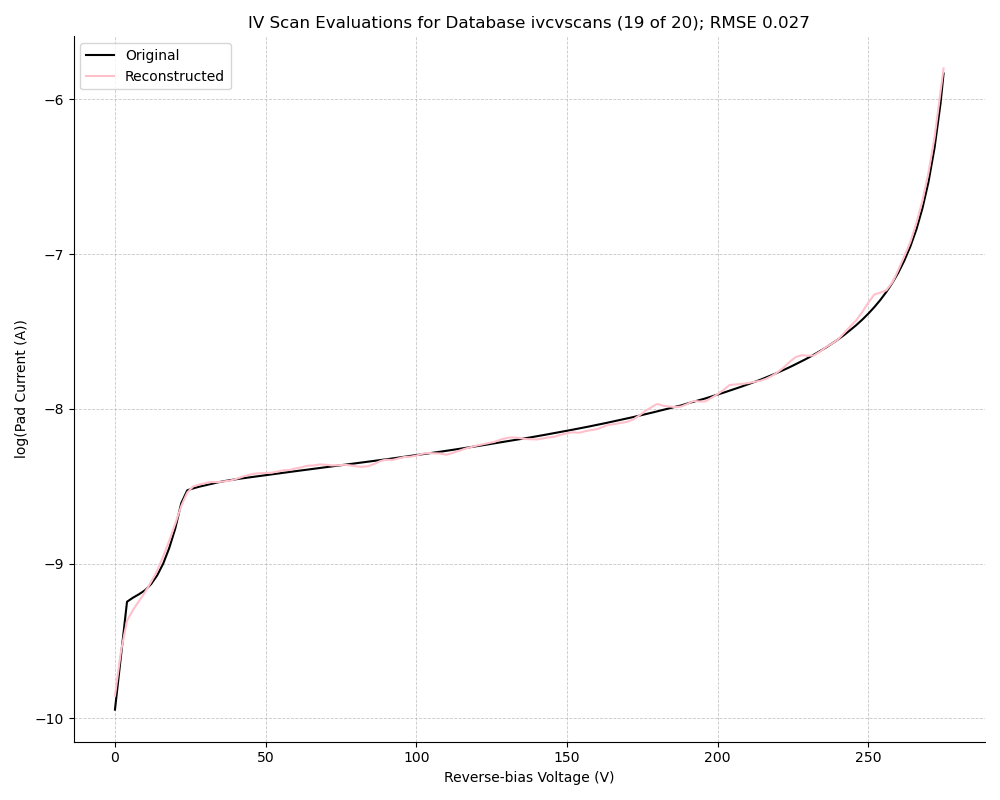 IV Scan Evaluations for Database ivcvscans (19 of 20); RMSE 0.027
Original
Reconstructed
log(Pad Current (A))
−6
−7
−8
−9
−10
0 50 100 150 200 250
Reverse-bias Voltage (V)